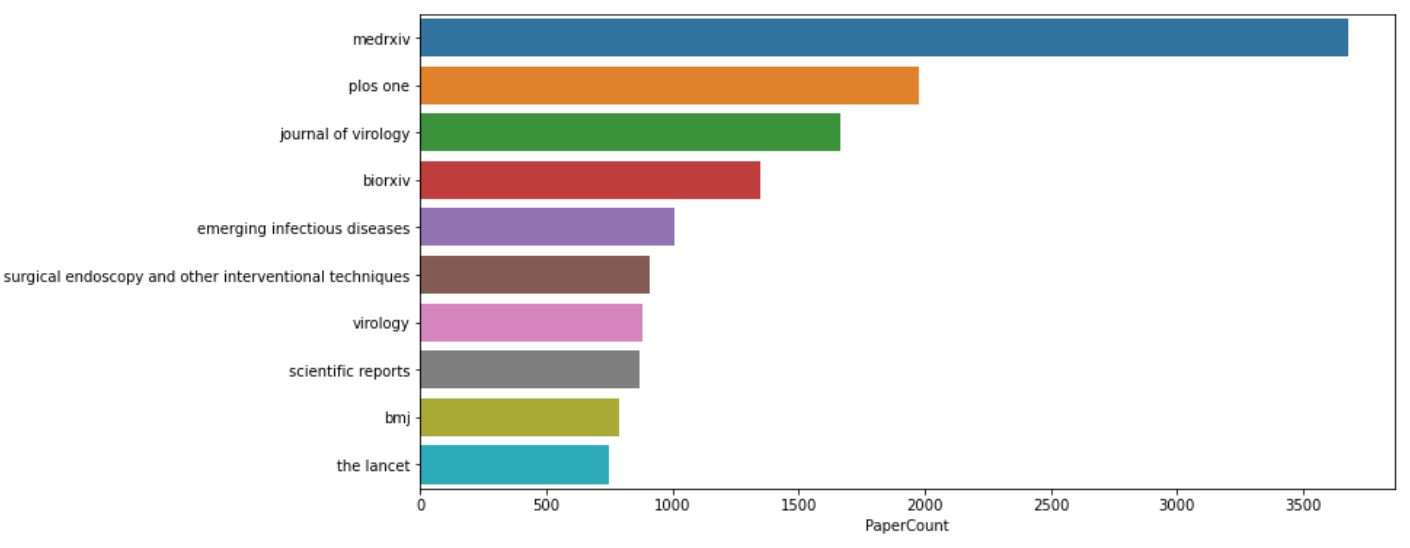 medrxiv
plos one
journal of virology
biorxiv
emerging infectious diseases
surgical endoscopy and other interventional techniques
virology
scientific reports
bmj
the lancet
0 500 1000 1500 2000 2500 3000 3500
PaperCount